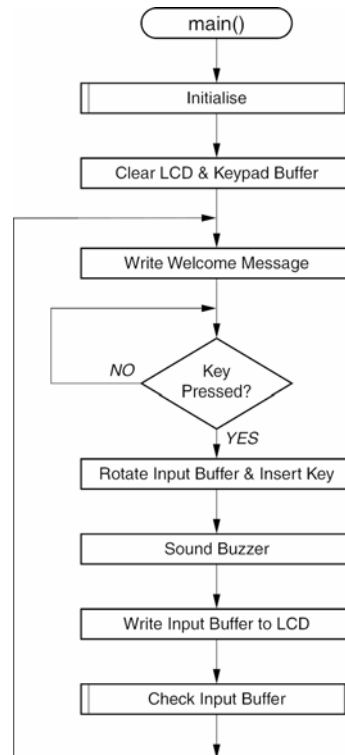 main()
Initialise
Clear LCD & Keypad Buffer
Write Welcome Message
NO
Key
Pressed?
YES
Rotate Input Buffer & Insert Key
Sound Buzzer
Write Input Buffer to LCD
Check Input Buffer